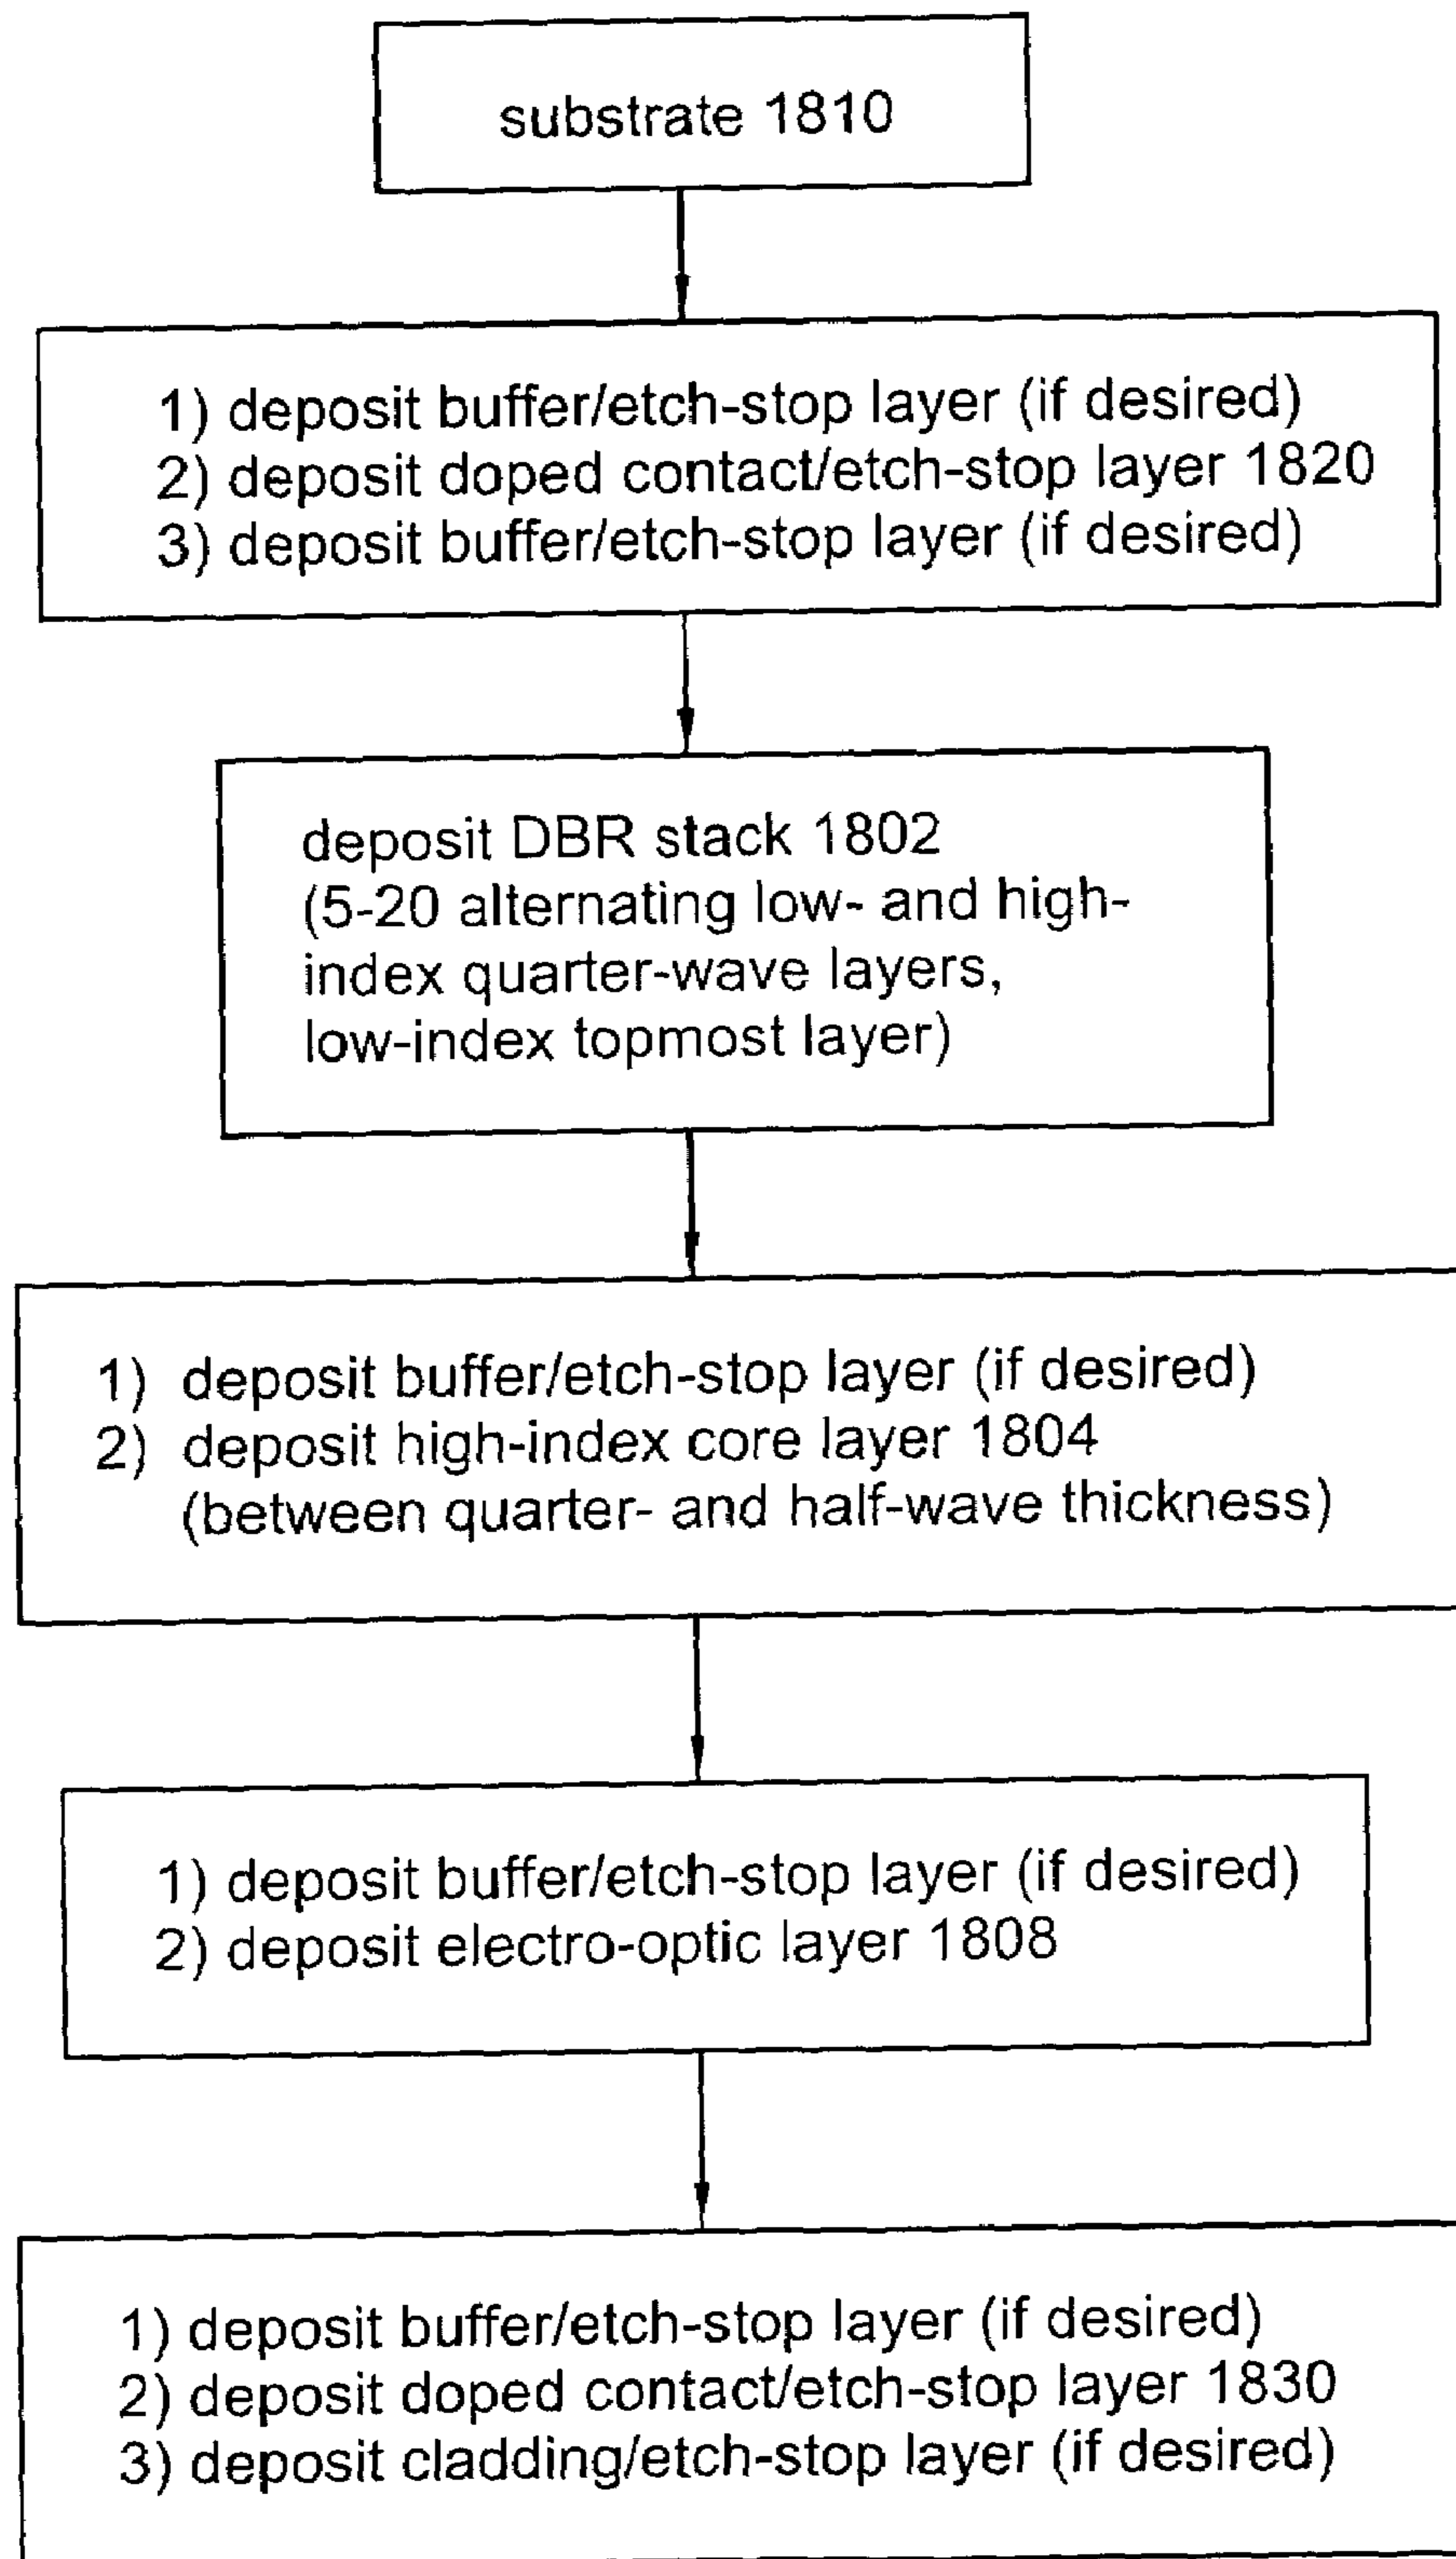 substrate 1810
1) deposit buffer/etch-stop layer (if desired)
2) deposit doped contact/etch-stop layer 1820
3) deposit buffer/etch-stop layer (if desired)
deposit DBR stack 1802
(5-20 alternating low- and high-
index quarter-wave layers,
low-index topmost layer)
1) deposit buffer/etch-stop layer (if desired)
2) deposit high-index core layer 1804
(between quarter- and half-wave thickness)
1) deposit buffer/etch-stop layer (if desired)
2) deposit electro-optic layer 1808
1) deposit buffer/etch-stop layer (if desired)
2) deposit doped contact/etch-stop layer 1830
3) deposit cladding/etch-stop layer (if desired)